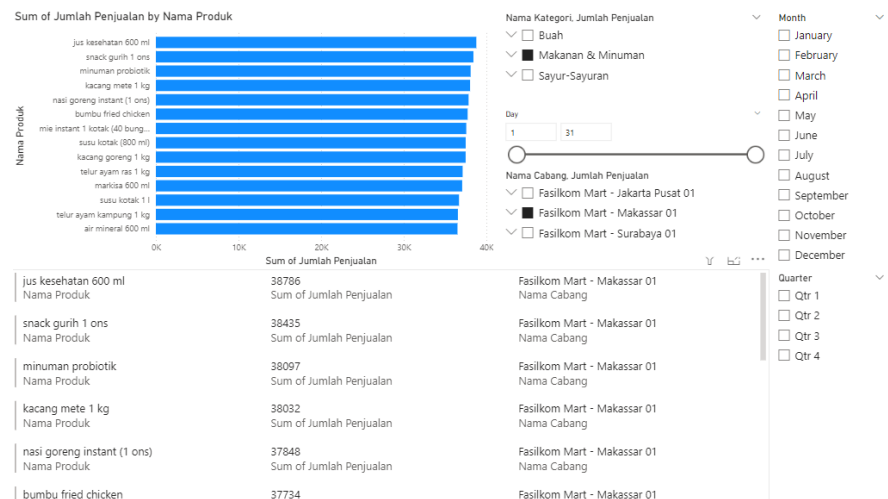 Sum of Jumlah Penjualan by Nama Produk
Nama Produk
jus kesehatan 600 ml
snack gurih 1 ons
minuman probiotik
kacang mete 1 kg
nasi goreng instant (1 ons)
bumbu fried chicken
mie instant 1 kotak (40 bung...
susu kotak (800 ml)
kacang goreng 1 kg
telur ayam ras 1 kg
markisa 600 ml
susu kotak 1 l
telur ayam kampung 1 kg
air mineral 600 ml
0K 10K 20K 30K 40K
Sum of Jumlah Penjualan
Nama Kategori, Jumlah Penjualan
Buah
Makanan & Minuman
Sayur-Sayuran
Day
1 31
Nama Cabang, Jumlah Penjualan
Fasilkom Mart - Jakarta Pusat 01
Fasilkom Mart - Makassar 01
Fasilkom Mart - Surabaya 01
Month
January
February
March
April
May
June
July
August
September
October
November
December
Quarter
Qtr 1
Qtr 2
Qtr 3
Qtr 4
jus kesehatan 600 ml 38786 Fasilkom Mart - Makassar 01
Nama Produk Sum of Jumlah Penjualan Nama Cabang
snack gurih 1 ons 38435 Fasilkom Mart - Makassar 01
Nama Produk Sum of Jumlah Penjualan Nama Cabang
minuman probiotik 38097 Fasilkom Mart - Makassar 01
Nama Produk Sum of Jumlah Penjualan Nama Cabang
kacang mete 1 kg 38032 Fasilkom Mart - Makassar 01
Nama Produk Sum of Jumlah Penjualan Nama Cabang
nasi goreng instant (1 ons) 37848 Fasilkom Mart - Makassar 01
Nama Produk Sum of Jumlah Penjualan Nama Cabang
bumbu fried chicken 37734 Fasilkom Mart - Makassar 01